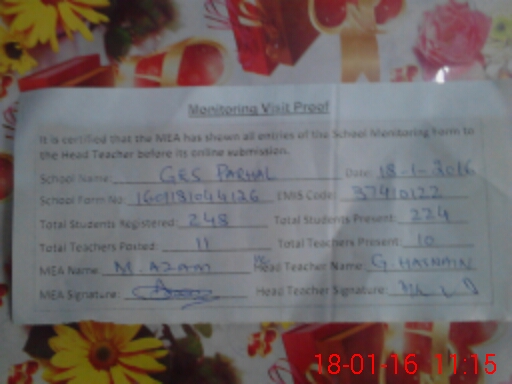 Monitoring Visit Proof
It is certified that the MEA has shown all entries of the School Monitoring Form to
the Head Teacher before its online submission.
School Name: GES PARHAL Date: 18-1-2016
School Form No: EMIS Code: 37410122
Total Students Registered: 248 Total Students Present: 224
Total Teachers Posted: 11 Total Teachers Present: 10
MEA Name: M. AZAM Head Teacher Name: G. HASNAIN
MEA Signature: Head Teacher Signature:
18-01-16 11:15